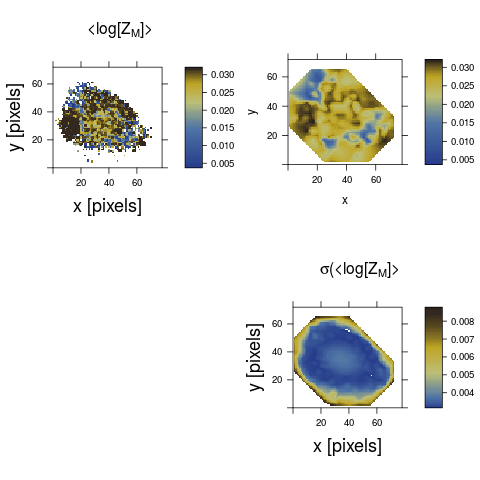 <log[Z_M]>
60
40
20
20 40 60
y [pixels]
x [pixels]
0.030
0.025
0.020
0.015
0.010
0.005
60
40
20
20 40 60
y
x
0.030
0.025
0.020
0.015
0.010
0.005
σ(<log[Z_M]>
60
40
20
20 40 60
y [pixels]
x [pixels]
0.008
0.007
0.006
0.005
0.004